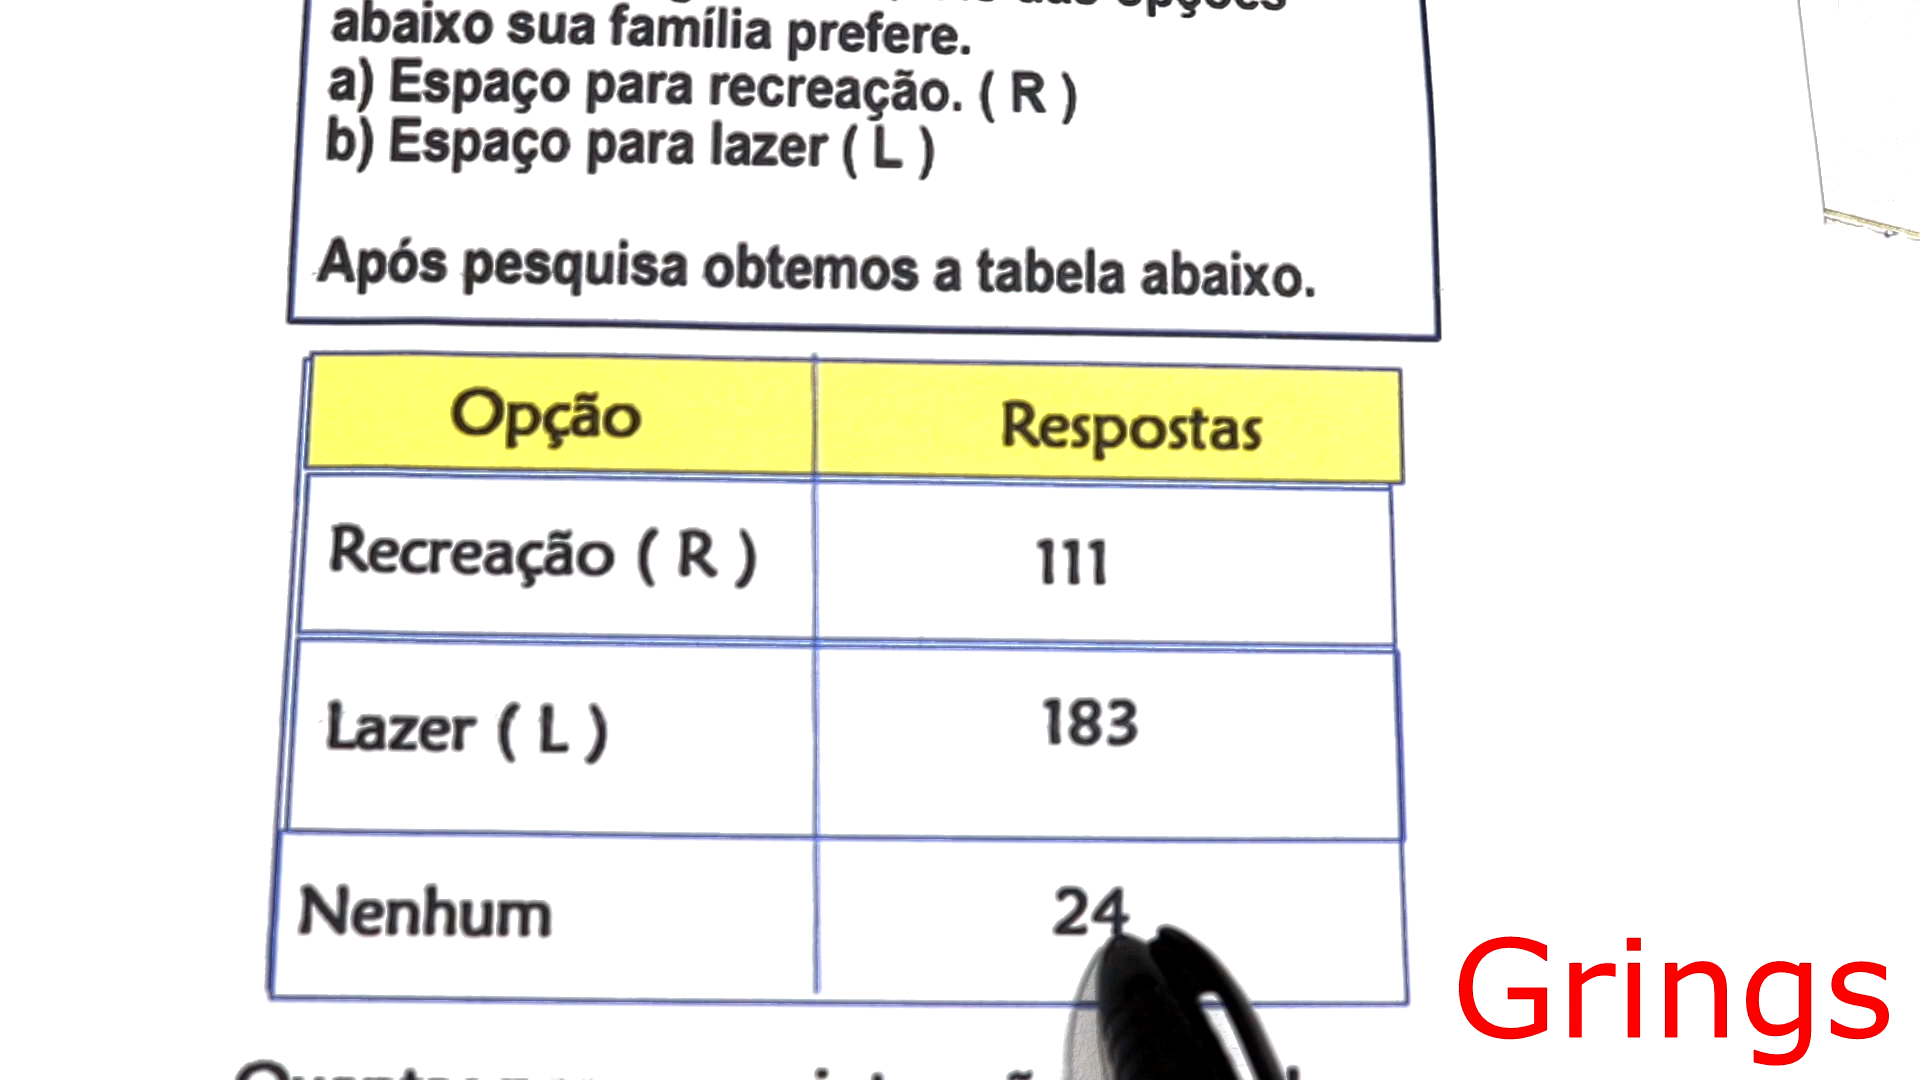 abaixo sua família prefere.
a) Espaço para recreação. ( R )
b) Espaço para lazer ( L )
Após pesquisa obtemos a tabela abaixo.
Opção Respostas
Recreação ( R ) 111
Lazer ( L ) 183
Nenhum 24
Grings